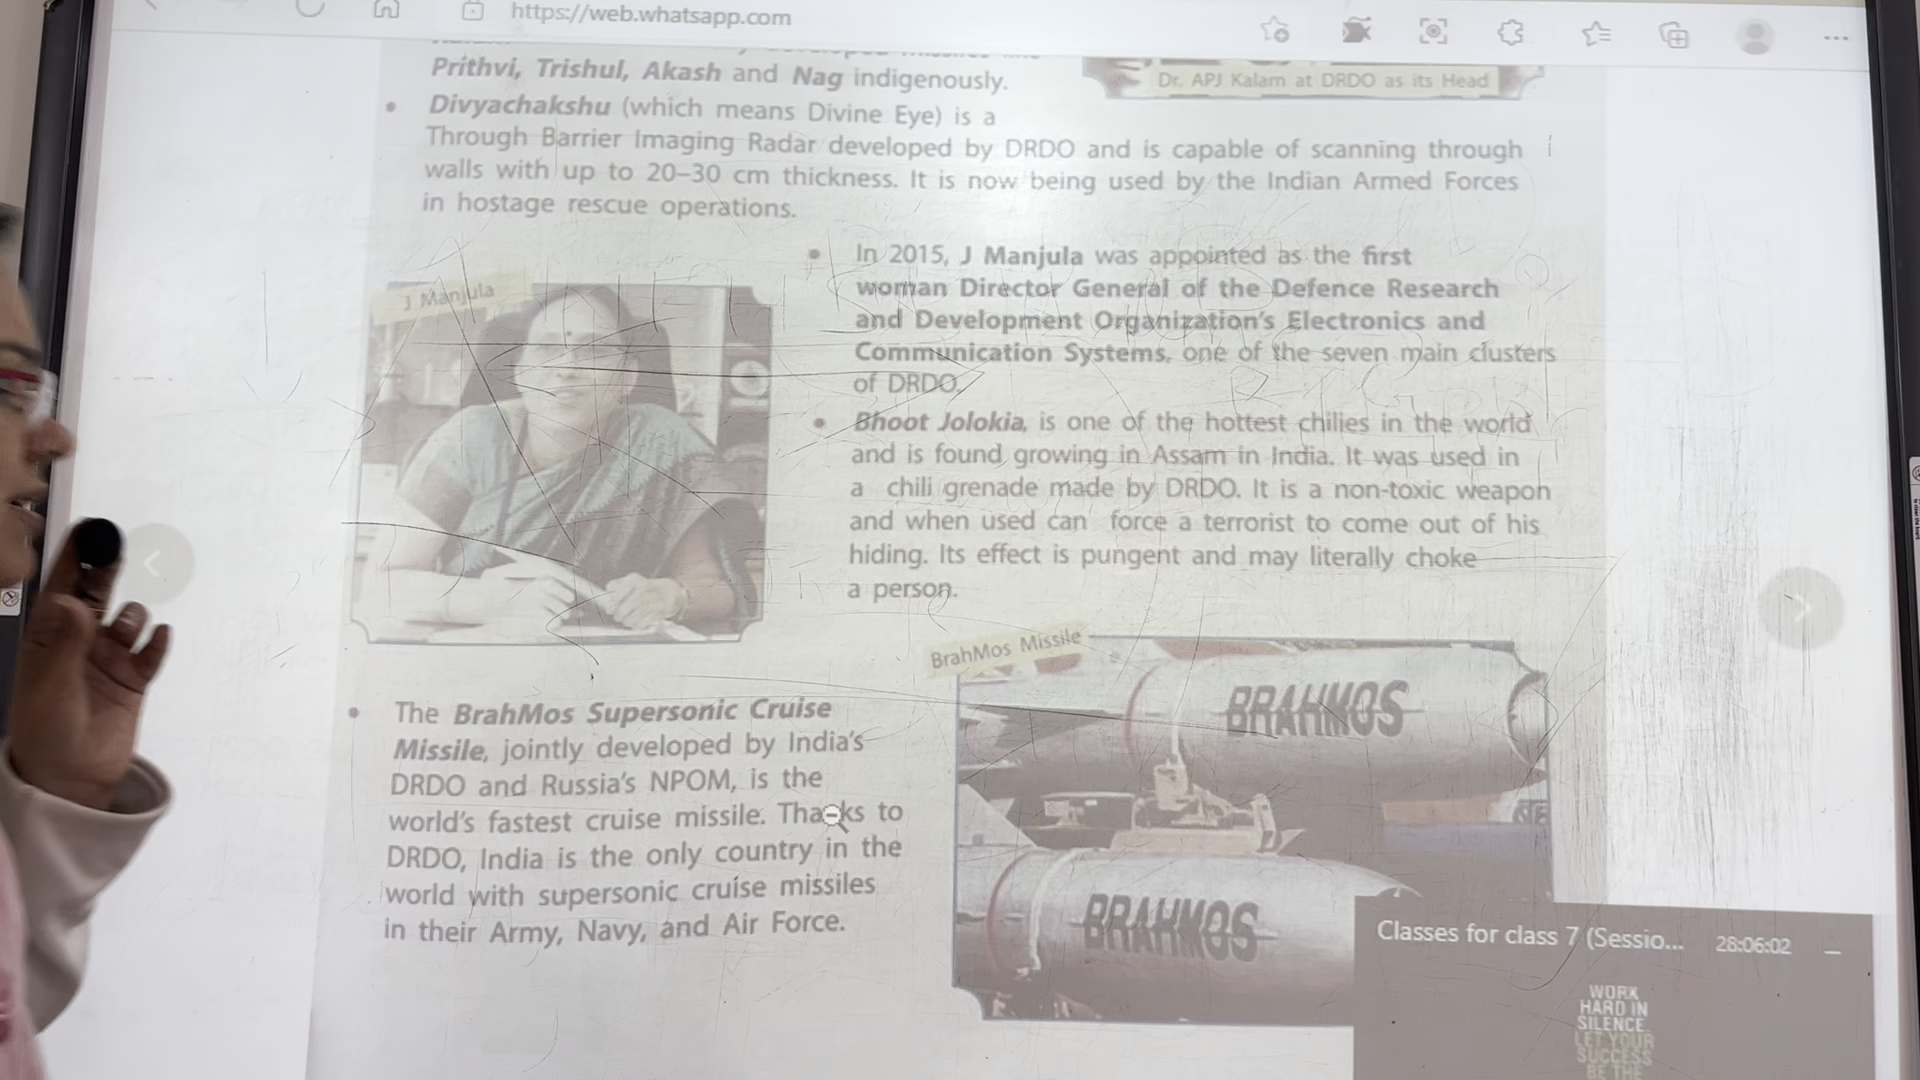 https://web.whatsapp.com
Prithvi, Trishul, Akash and Nag indigenously.
Dr. APJ Kalam at DRDO as its Head
• Divyachakshu (which means Divine Eye) is a
Through Barrier Imaging Radar developed by DRDO and is capable of scanning through
walls with up to 20–30 cm thickness. It is now being used by the Indian Armed Forces
in hostage rescue operations.
J Manjula
• In 2015, J Manjula was appointed as the first
woman Director General of the Defence Research
and Development Organization's Electronics and
Communication Systems, one of the seven main clusters
of DRDO.
• Bhoot Jolokia, is one of the hottest chilies in the world
and is found growing in Assam in India. It was used in
a chili grenade made by DRDO. It is a non-toxic weapon
and when used can force a terrorist to come out of his
hiding. Its effect is pungent and may literally choke
a person.
BrahMos Missile
BRAHMOS
BRAHMOS
• The BrahMos Supersonic Cruise
Missile, jointly developed by India's
DRDO and Russia's NPOM, is the
world's fastest cruise missile. Thanks to
DRDO, India is the only country in the
world with supersonic cruise missiles
in their Army, Navy, and Air Force.
Classes for class 7 (Sessio... 28:06:02
WORK
HARD IN
SILENCE
LET YOUR
SUCCESS
BE THE